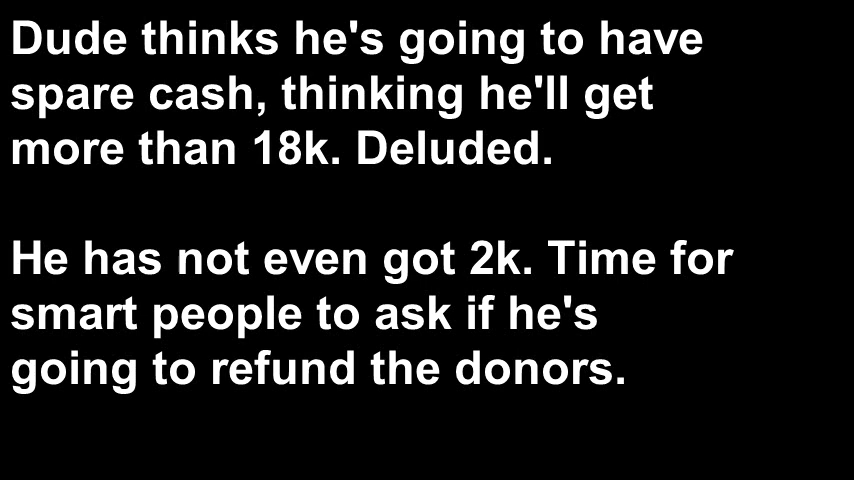 Dude thinks he's going to have
spare cash, thinking he'll get
more than 18k. Deluded.
He has not even got 2k. Time for
smart people to ask if he's
going to refund the donors.